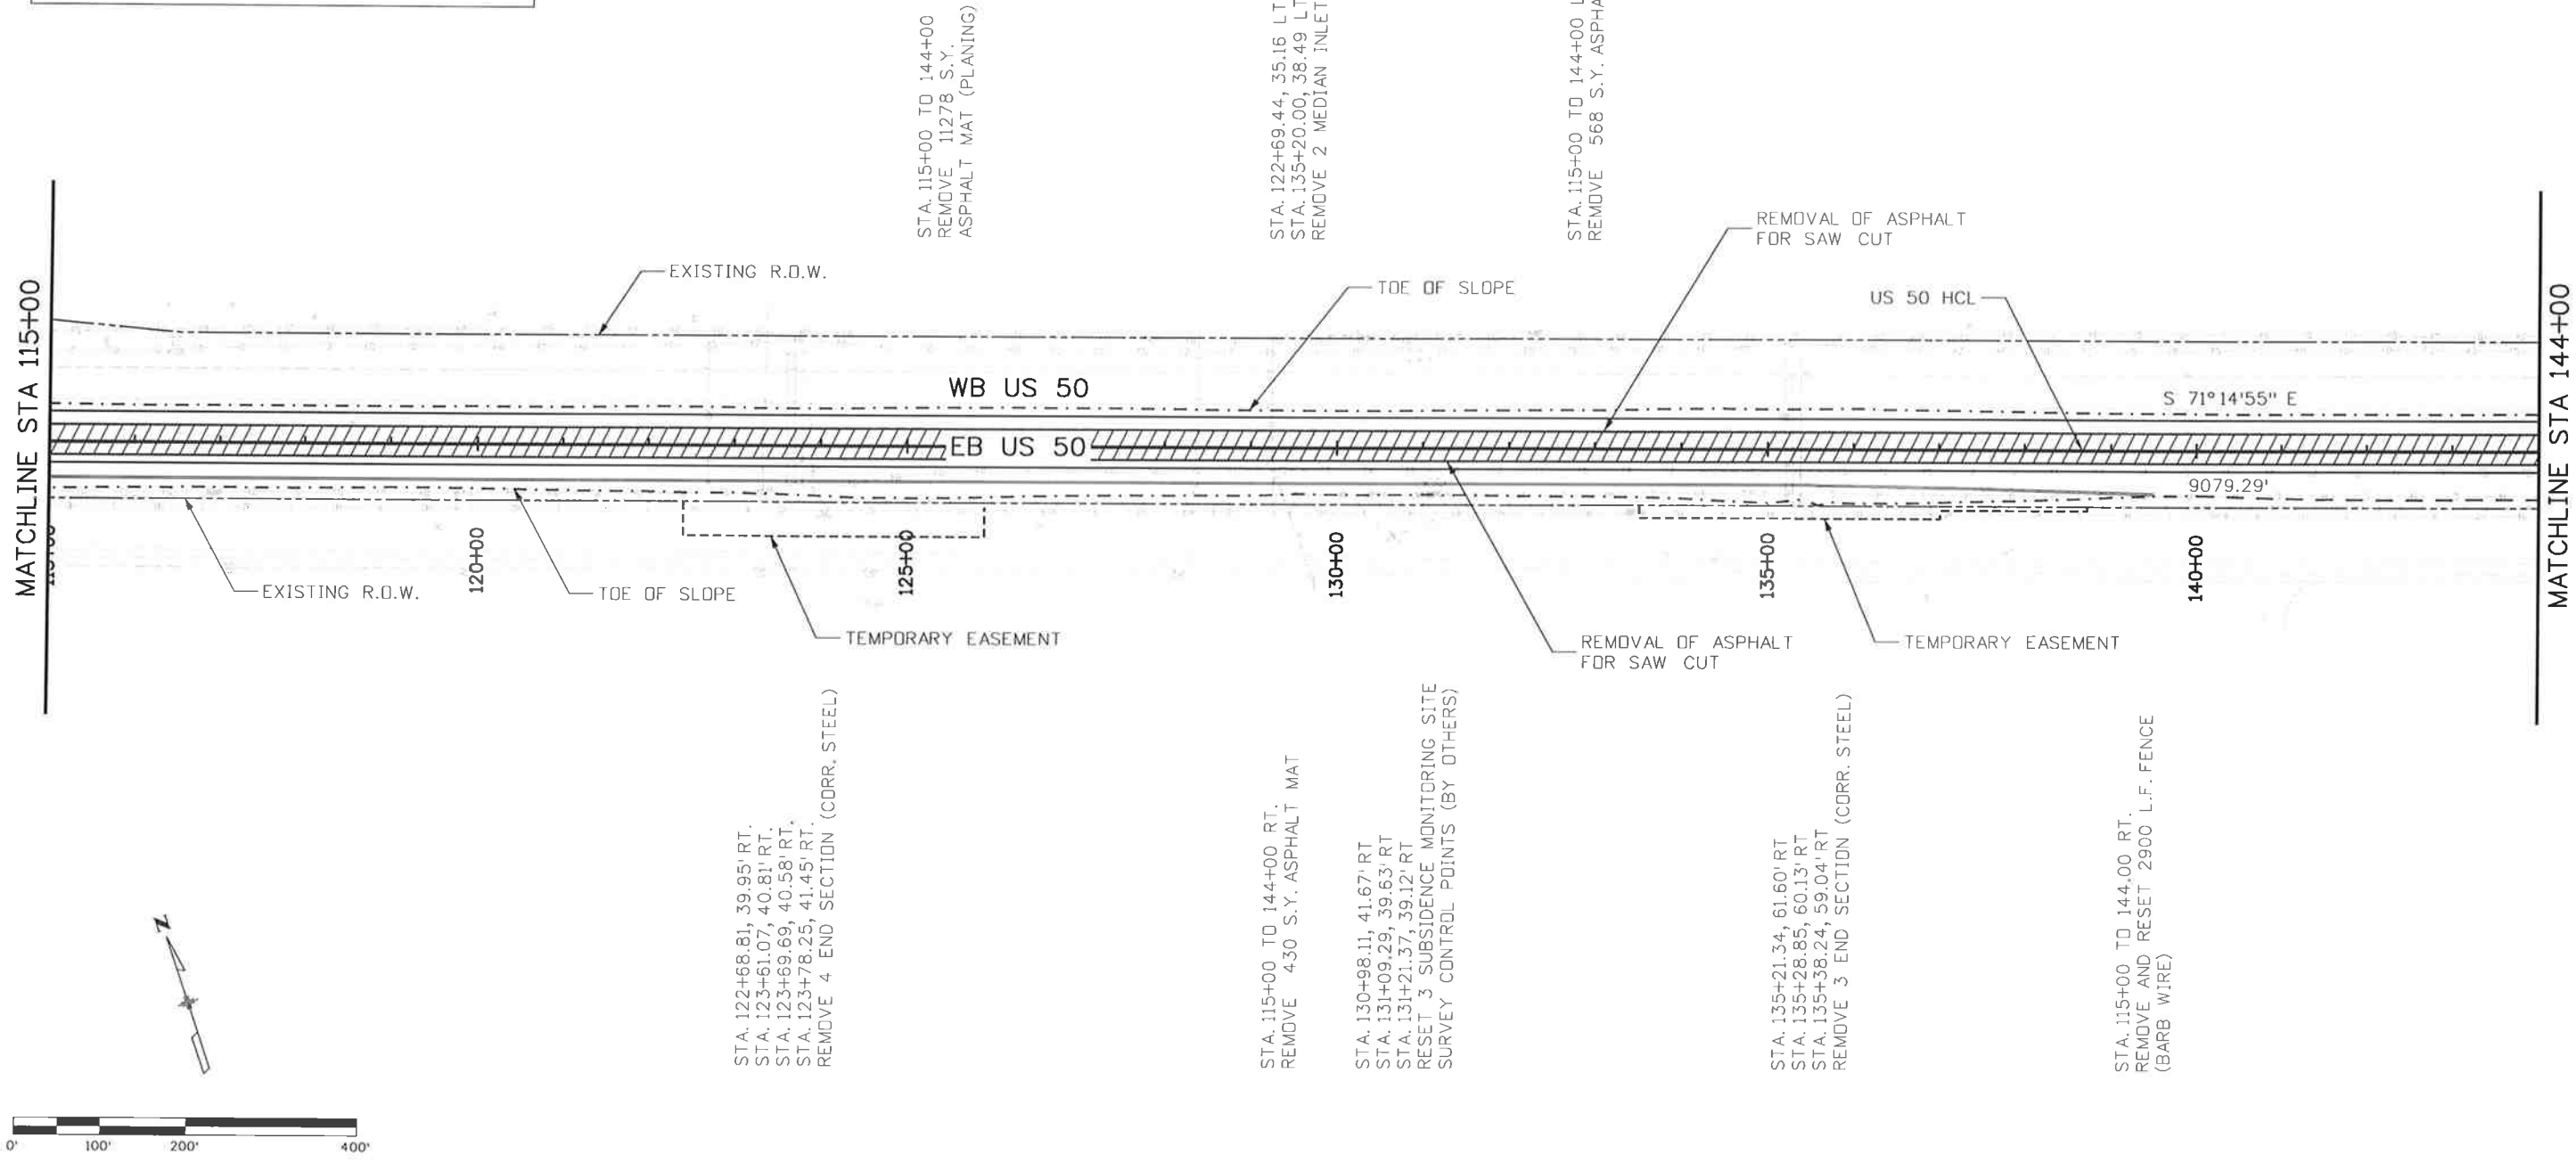 STA. 115+00 TO 144+00
REMOVE 11278 S.Y.
ASPHALT MAT (PLANING)
STA. 122+69.44, 35.16 LT
STA. 135+20.00, 38.49 LT
REMOVE 2 MEDIAN INLET
STA. 115+00 TO 144+00
REMOVE 568 S.Y.
REMOVAL OF ASPHALT
FOR SAW CUT
EXISTING R.O.W.
TOE OF SLOPE
US 50 HCL
MATCHLINE STA 115+00
MATCHLINE STA 144+00
WB US 50
S 71°14'55" E
EB US 50
9079.29'
120+00
125+00
130+00
135+00
140+00
EXISTING R.O.W.
TOE OF SLOPE
TEMPORARY EASEMENT
REMOVAL OF ASPHALT
FOR SAW CUT
TEMPORARY EASEMENT
STA. 122+68.81, 39.95' RT.
STA. 123+61.07, 40.81' RT.
STA. 123+69.69, 40.58' RT.
STA. 123+78.25, 41.45' RT.
REMOVE 4 END SECTION (CORR. STEEL)
STA. 115+00 TO 144+00 RT.
REMOVE 430 S.Y. ASPHALT MAT
STA. 130+98.11, 41.67' RT
STA. 131+09.29, 39.63' RT
STA. 131+21.37, 39.12' RT
RESET 3 SUBSIDENCE MONITORING SITE
SURVEY CONTROL POINTS (BY OTHERS)
STA. 135+21.34, 61.60' RT
STA. 135+28.85, 60.13' RT
STA. 135+38.24, 59.04' RT
REMOVE 3 END SECTION (CORR. STEEL)
STA. 115+00 TO 144.00 RT.
REMOVE AND RESET 2900 L.F. FENCE
(BARB WIRE)
N
0' 100' 200' 400'